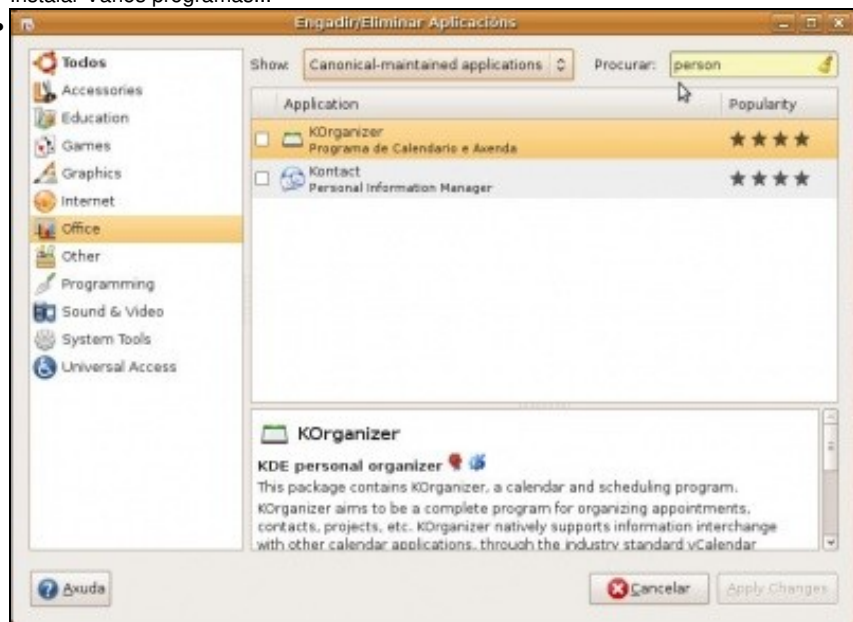 Instalar Varios programas...
Engadir/Eliminar Aplicacións
Todos
Accessories
Education
Games
Graphics
Internet
Office
Other
Programming
Sound & Video
System Tools
Universal Access
Show: Canonical-maintained applications Procurar: person
Application Popularity
KOrganizer
Programa de Calendario e Axenda
Kontact
Personal Information Manager
KOrganizer
KDE personal organizer
This package contains KOrganizer, a calendar and scheduling program.
KOrganizer aims to be a complete program for organizing appointments,
contacts, projects, etc. KOrganizer natively supports information interchange
with other calendar applications, through the industry standard vCalendar
Axuda
Cancelar
Apply Changes